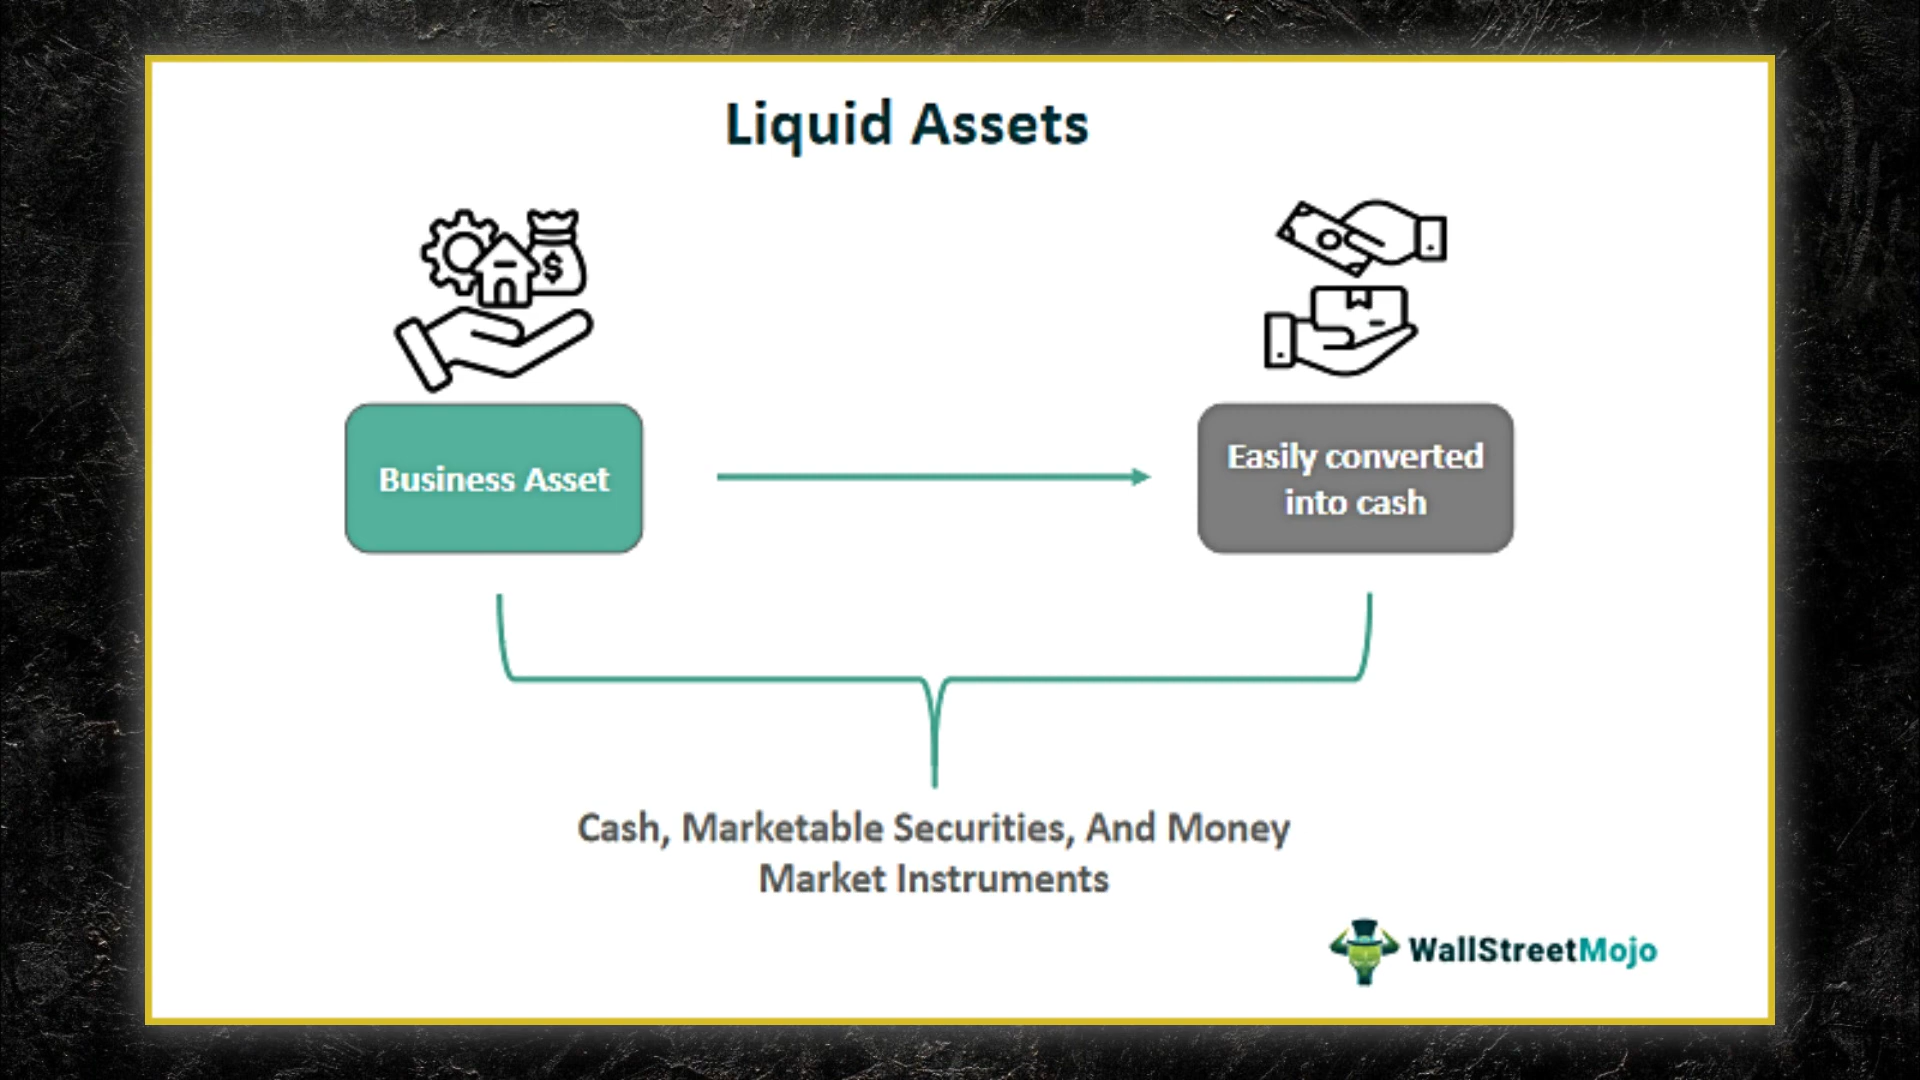 Liquid Assets
$
Business Asset
Easily converted
into cash
Cash, Marketable Securities, And Money
Market Instruments
WallStreetMojo